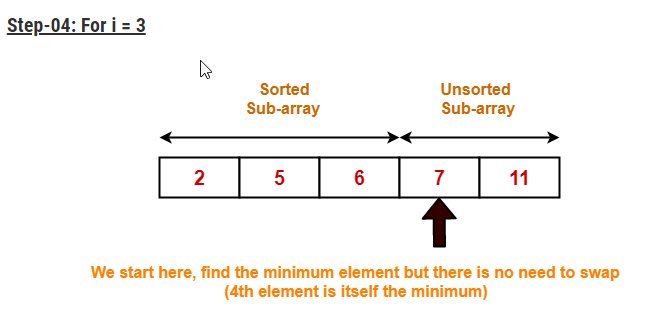 Step-04: For i = 3
Sorted
Sub-array
Unsorted
Sub-array
2 5 6 7 11
We start here, find the minimum element but there is no need to swap
(4th element is itself the minimum)